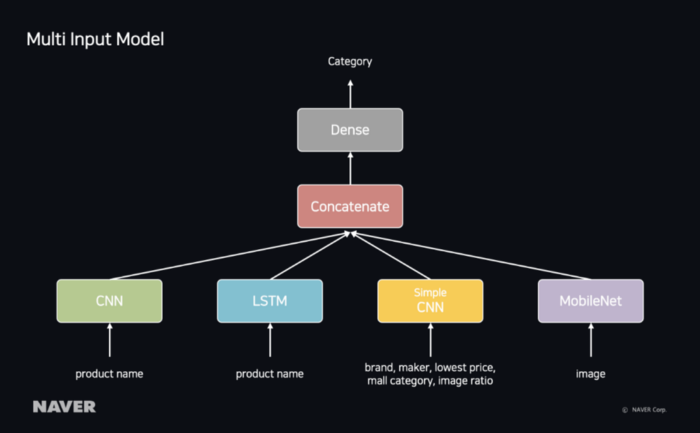 Multi Input Model
Category
Dense
Concatenate
CNN
LSTM
Simple
CNN
MobileNet
product name
product name
brand, maker, lowest price,
mall category, image ratio
image
NAVER
© NAVER Corp.